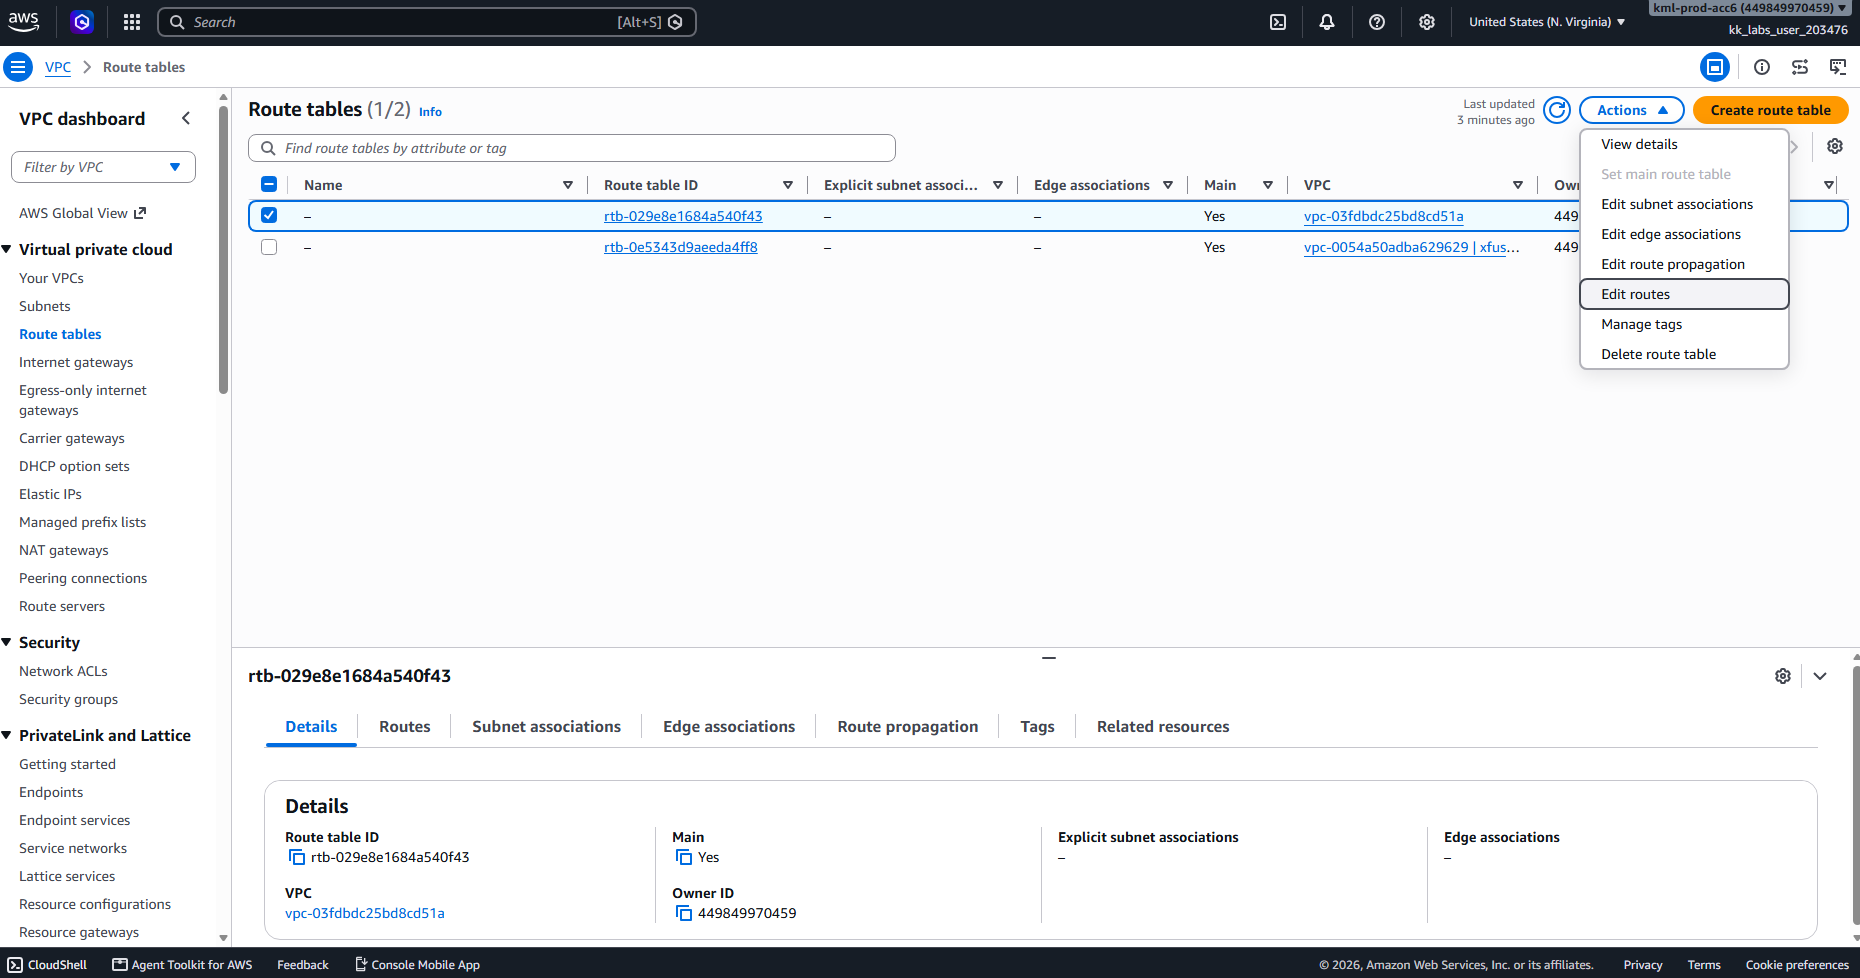 aws
Search
[Alt+S]
United States (N. Virginia)
kml-prod-acc6 (449849970459)
kk_labs_user_203476
VPC
Route tables
VPC dashboard
Filter by VPC
AWS Global View
Virtual private cloud
Your VPCs
Subnets
Route tables
Internet gateways
Egress-only internet
gateways
Carrier gateways
DHCP option sets
Elastic IPs
Managed prefix lists
NAT gateways
Peering connections
Route servers
Security
Network ACLs
Security groups
PrivateLink and Lattice
Getting started
Endpoints
Endpoint services
Service networks
Lattice services
Resource configurations
Resource gateways
Route tables (1/2) Info
Last updated
3 minutes ago
Actions
Create route table
Find route tables by attribute or tag
Name Route table ID Explicit subnet associ... Edge associations Main VPC Own
– rtb-029e8e1684a540f43 – – Yes vpc-03fdbdc25bd8cd51a 449
– rtb-0e5343d9aeeda4ff8 – – Yes vpc-0054a50adba629629 | xfus... 449
View details
Set main route table
Edit subnet associations
Edit edge associations
Edit route propagation
Edit routes
Manage tags
Delete route table
rtb-029e8e1684a540f43
Details Routes Subnet associations Edge associations Route propagation Tags Related resources
Details
Route table ID
rtb-029e8e1684a540f43
Main
Yes
Explicit subnet associations
–
Edge associations
–
VPC
vpc-03fdbdc25bd8cd51a
Owner ID
449849970459
CloudShell Agent Toolkit for AWS Feedback Console Mobile App
© 2026, Amazon Web Services, Inc. or its affiliates. Privacy Terms Cookie preferences